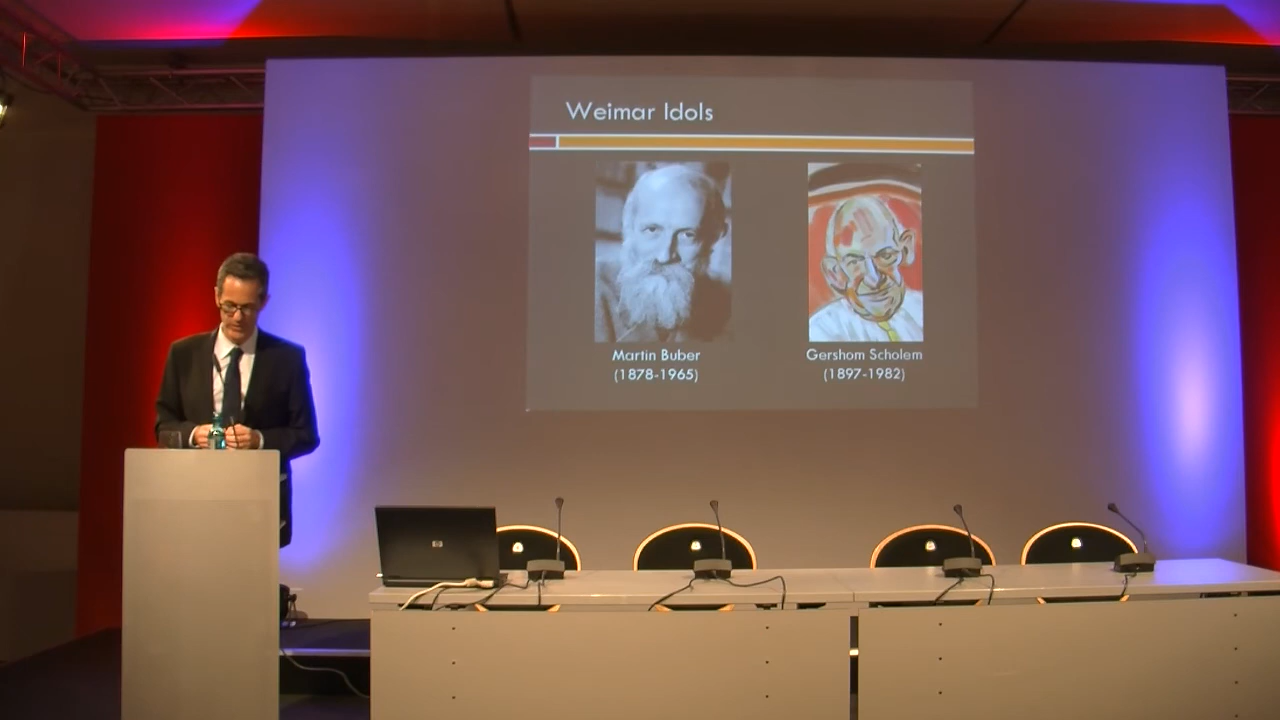 Weimar Idols
Martin Buber
(1878-1965)
Gershom Scholem
(1897-1982)